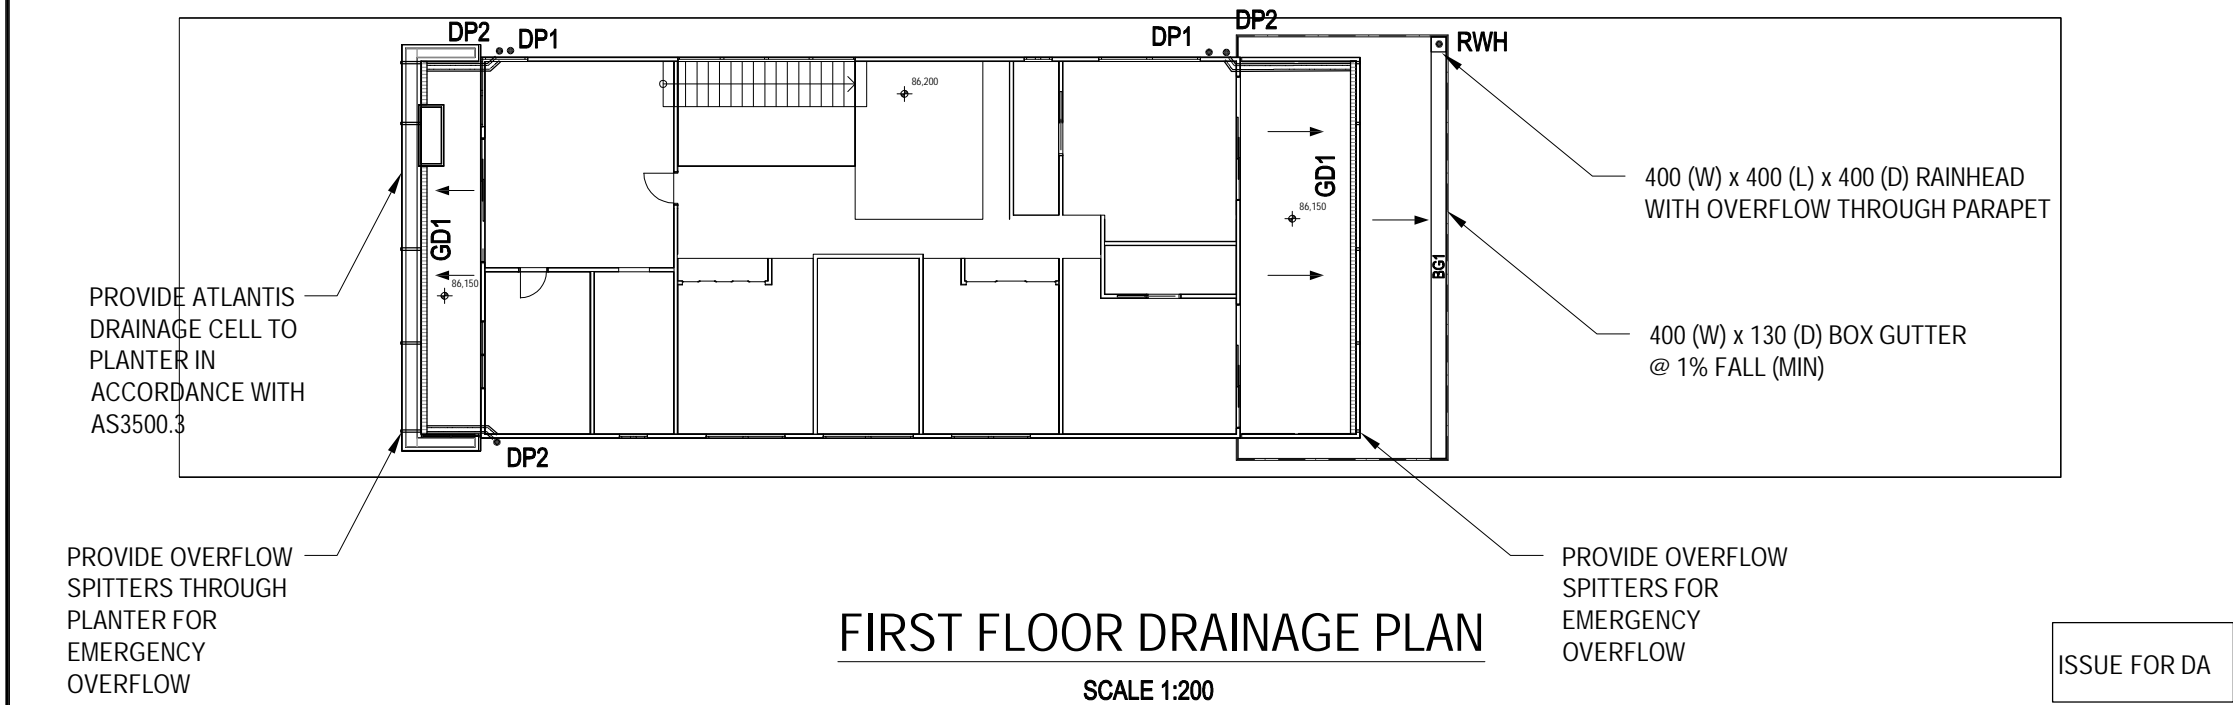 DP2
DP1
DP1
DP2
RWH
86,200
GD1
86,150
GD1
86,150
BG1
DP2
400 (W) x 400 (L) x 400 (D) RAINHEAD
WITH OVERFLOW THROUGH PARAPET
400 (W) x 130 (D) BOX GUTTER
@ 1% FALL (MIN)
PROVIDE ATLANTIS
DRAINAGE CELL TO
PLANTER IN
ACCORDANCE WITH
AS3500.3
PROVIDE OVERFLOW
SPITTERS THROUGH
PLANTER FOR
EMERGENCY
OVERFLOW
PROVIDE OVERFLOW
SPITTERS FOR
EMERGENCY
OVERFLOW
FIRST FLOOR DRAINAGE PLAN
SCALE 1:200
ISSUE FOR DA